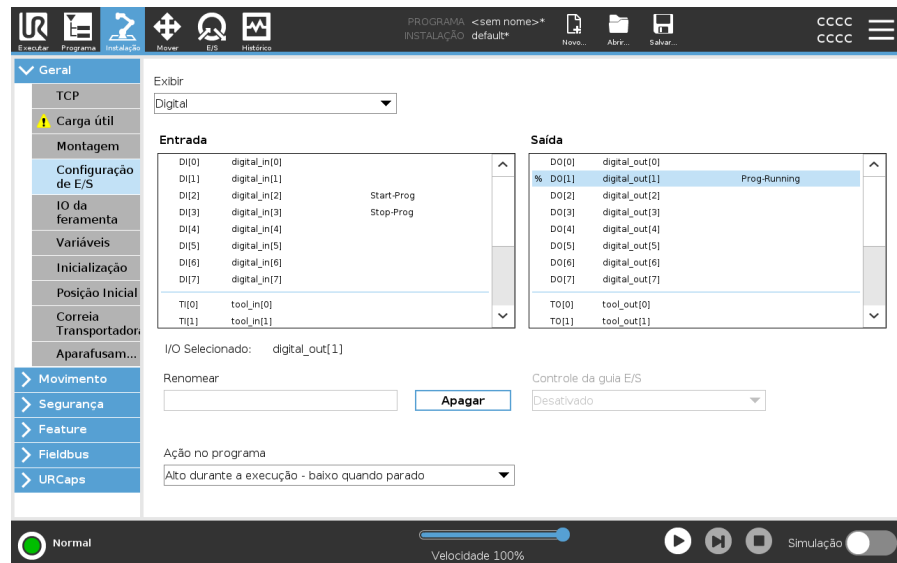 PROGRAMA <sem nome>*
INSTALAÇÃO default*
CCCC
CCCC
Executar Programa Instalação Mover E/S Histórico Novo... Abrir... Salvar...
Geral
TCP
Carga útil
Montagem
Configuração
de E/S
IO da
ferramenta
Variáveis
Inicialização
Posição Inicial
Correia
Transportadora
Aparafusam...
Movimento
Segurança
Feature
Fieldbus
URCaps
Exibir
Digital
Entrada
DI[0] digital_in[0]
DI[1] digital_in[1]
DI[2] digital_in[2] Start-Prog
DI[3] digital_in[3] Stop-Prog
DI[4] digital_in[4]
DI[5] digital_in[5]
DI[6] digital_in[6]
DI[7] digital_in[7]
TI[0] tool_in[0]
TI[1] tool_in[1]
Saída
DO[0] digital_out[0]
% DO[1] digital_out[1] Prog-Running
DO[2] digital_out[2]
DO[3] digital_out[3]
DO[4] digital_out[4]
DO[5] digital_out[5]
DO[6] digital_out[6]
DO[7] digital_out[7]
TO[0] tool_out[0]
TO[1] tool_out[1]
I/O Selecionado: digital_out[1]
Renomear
Apagar
Controle da guia E/S
Desativado
Ação no programa
Alto durante a execução - baixo quando parado
Normal
Velocidade 100%
Simulação